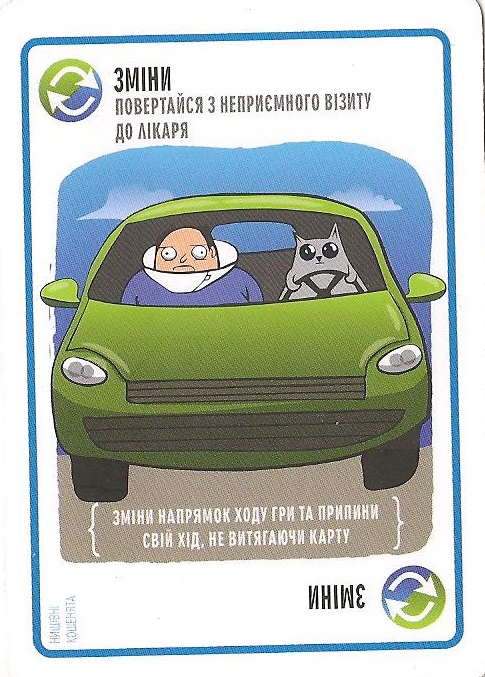 ЗМІНИ
ПОВЕРТАЙСЯ З НЕПРИЄМНОГО ВІЗИТУ
ДО ЛІКАРЯ
ЗМІНИ НАПРЯМОК ХОДУ ГРИ ТА ПРИПИНИ
СВІЙ ХІД, НЕ ВИТЯГАЮЧИ КАРТУ
ЗМІНИ
НИЩІВНІ
КОШЕНЯТА